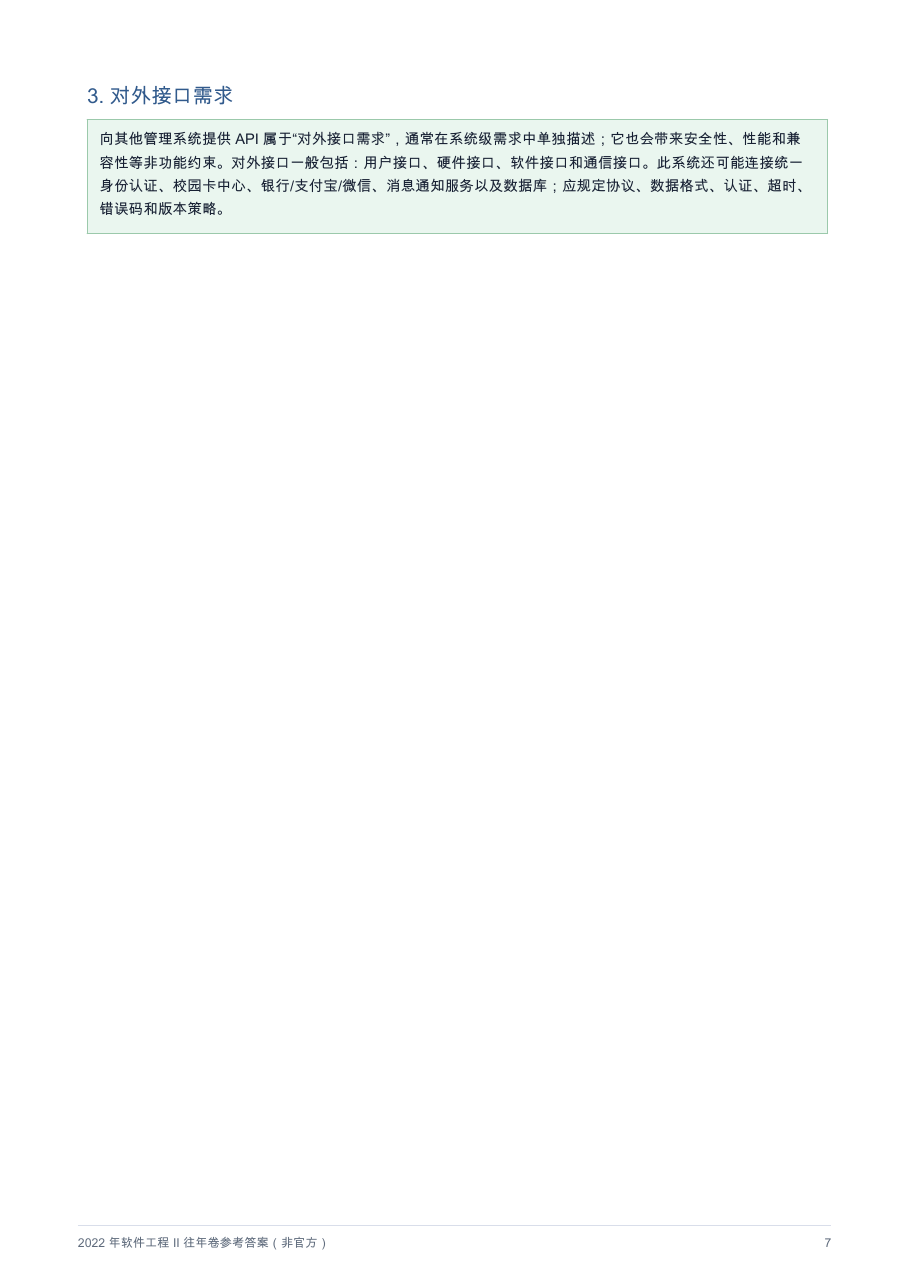 3. 对外接口需求
向其他管理系统提供 API 属于“对外接口需求”，通常在系统级需求中单独描述；它也会带来安全性、性能和兼
容性等非功能约束。对外接口一般包括：用户接口、硬件接口、软件接口和通信接口。此系统还可能连接统一
身份认证、校园卡中心、银行/支付宝/微信、消息通知服务以及数据库；应规定协议、数据格式、认证、超时、
错误码和版本策略。
2022 年软件工程 II 往年卷参考答案（非官方）
7